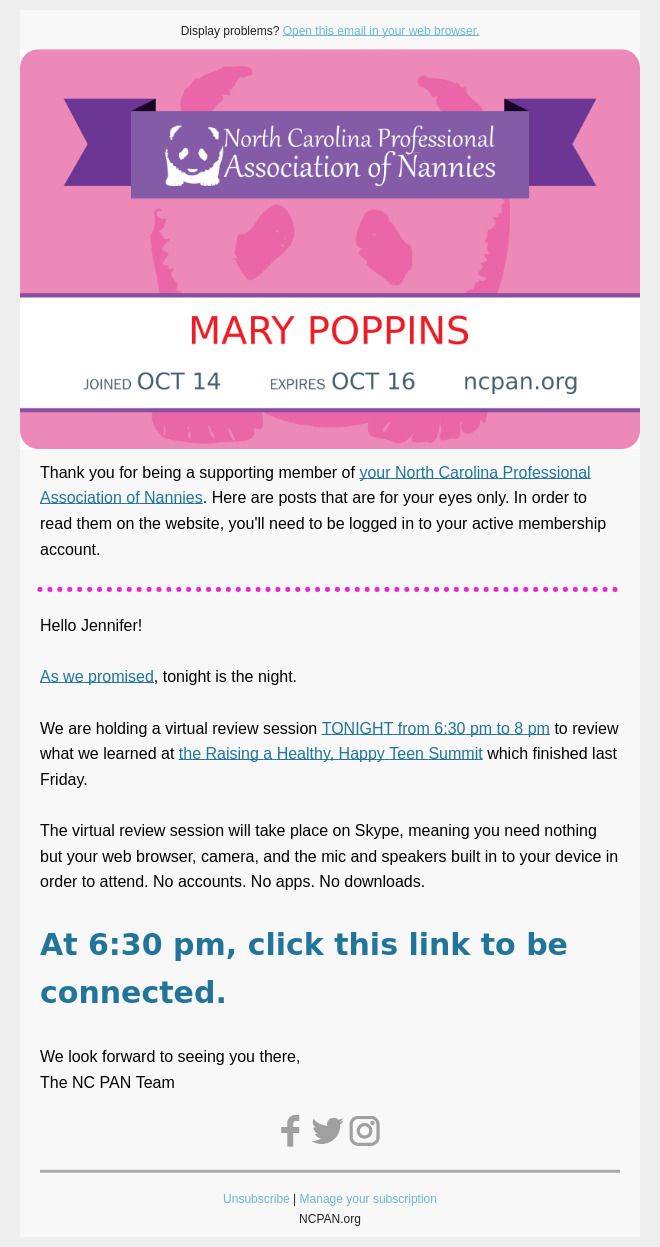 Display problems? Open this email in your web browser.
North Carolina Professional
Association of Nannies
MARY POPPINS
JOINED OCT 14 EXPIRES OCT 16 ncpan.org
Thank you for being a supporting member of your North Carolina Professional
Association of Nannies. Here are posts that are for your eyes only. In order to
read them on the website, you'll need to be logged in to your active membership
account.
Hello Jennifer!
As we promised, tonight is the night.
We are holding a virtual review session TONIGHT from 6:30 pm to 8 pm to review
what we learned at the Raising a Healthy, Happy Teen Summit which finished last
Friday.
The virtual review session will take place on Skype, meaning you need nothing
but your web browser, camera, and the mic and speakers built in to your device in
order to attend. No accounts. No apps. No downloads.
At 6:30 pm, click this link to be
connected.
We look forward to seeing you there,
The NC PAN Team
Unsubscribe | Manage your subscription
NCPAN.org